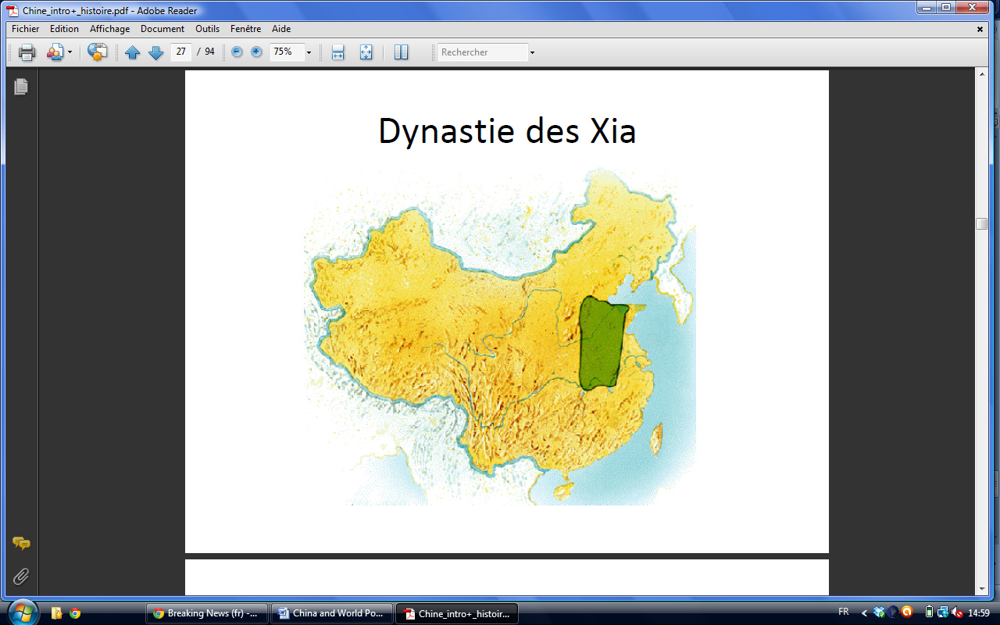 Chine_intro+_histoire.pdf - Adobe Reader
Fichier Edition Affichage Document Outils Fenêtre Aide
27 / 94 75% Rechercher
Dynastie des Xia
Breaking News (fr) -... China and World Po... Chine_intro+_histoir... FR 14:59